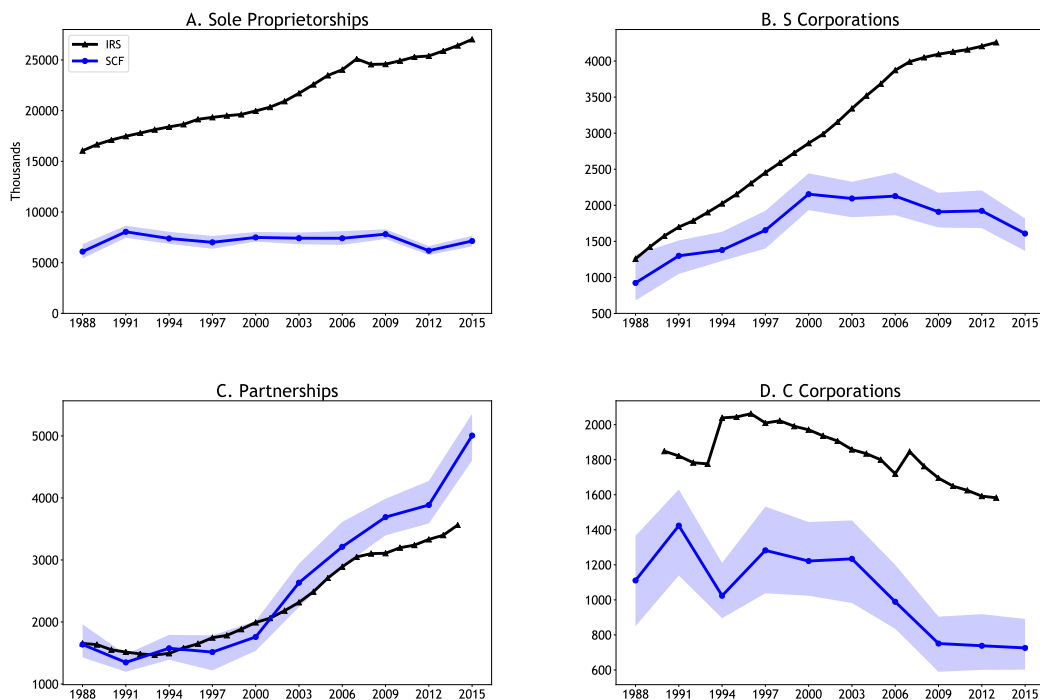 A. Sole Proprietorships
IRS
SCF
Thousands
25000
20000
15000
10000
5000
0
1988 1991 1994 1997 2000 2003 2006 2009 2012 2015
B. S Corporations
4000
3500
3000
2500
2000
1500
1000
500
1988 1991 1994 1997 2000 2003 2006 2009 2012 2015
C. Partnerships
5000
4000
3000
2000
1000
1988 1991 1994 1997 2000 2003 2006 2009 2012 2015
D. C Corporations
2000
1800
1600
1400
1200
1000
800
600
1988 1991 1994 1997 2000 2003 2006 2009 2012 2015